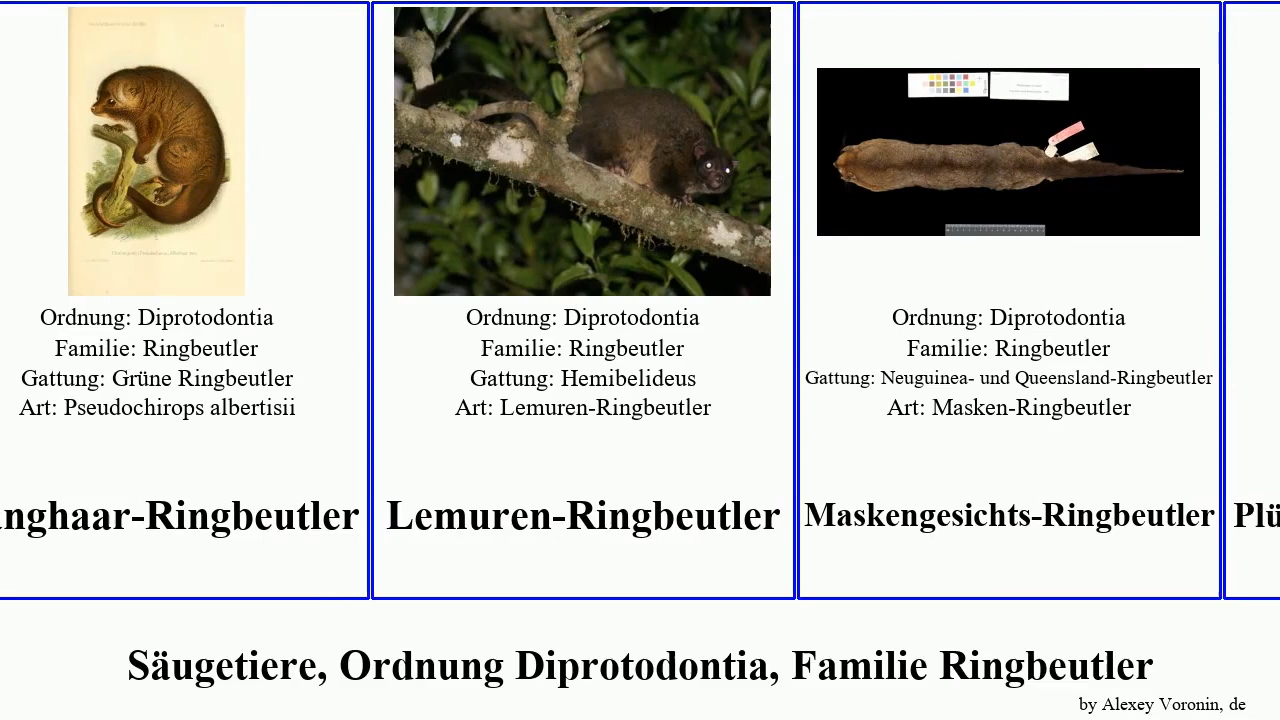 Ordnung: Diprotodontia
Familie: Ringbeutler
Gattung: Grüne Ringbeutler
Art: Pseudochirops albertisii
nghaar-Ringbeutler
Ordnung: Diprotodontia
Familie: Ringbeutler
Gattung: Hemibelideus
Art: Lemuren-Ringbeutler
Lemuren-Ringbeutler
Ordnung: Diprotodontia
Familie: Ringbeutler
Gattung: Neuguinea- und Queensland-Ringbeutler
Art: Masken-Ringbeutler
Maskengesichts-Ringbeutler
Plü
Säugetiere, Ordnung Diprotodontia, Familie Ringbeutler
by Alexey Voronin, de